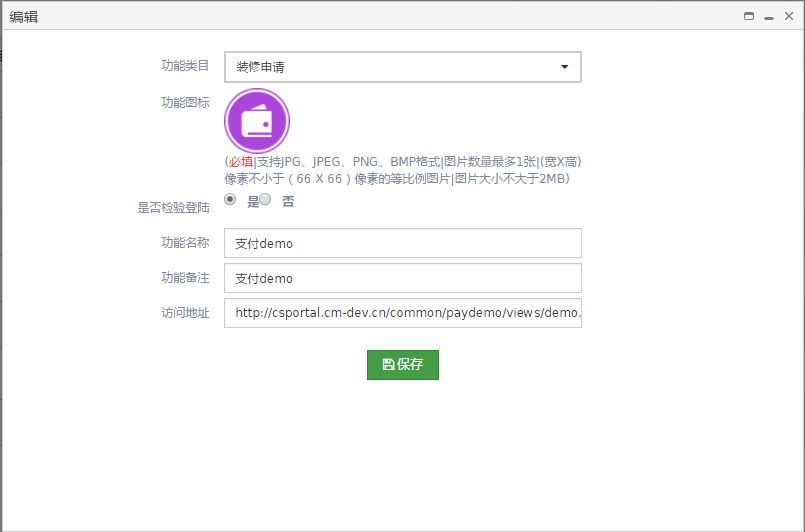 编辑
功能类目 装修申请
功能图标
(必填|支持JPG、JPEG、PNG、BMP格式|图片数量最多1张|(宽X高)
像素不小于（66 X 66）像素的等比例图片|图片大小不大于2MB)
是否检验登陆 是 否
功能名称 支付demo
功能备注 支付demo
访问地址 http://csportal.cm-dev.cn/common/paydemo/views/demo.
保存